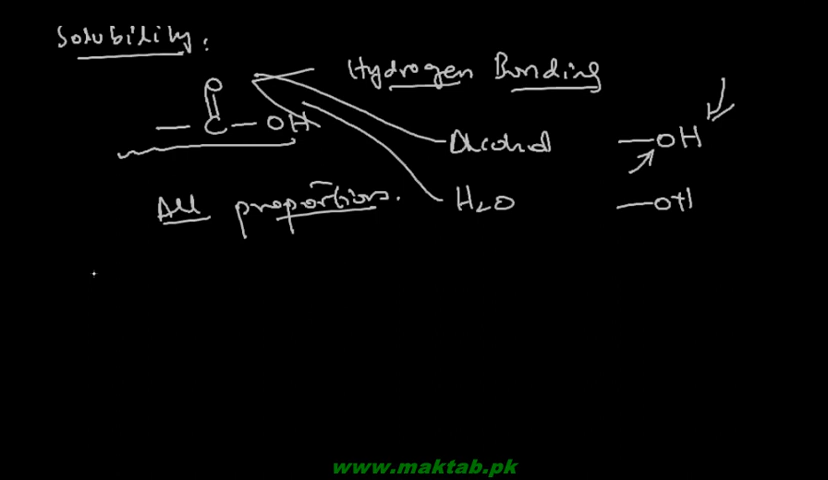 Solubility:
Hydrogen Bonding
O
— C — OH
Alcohol —OH
All proportions. H2O —OH
www.maktab.pk